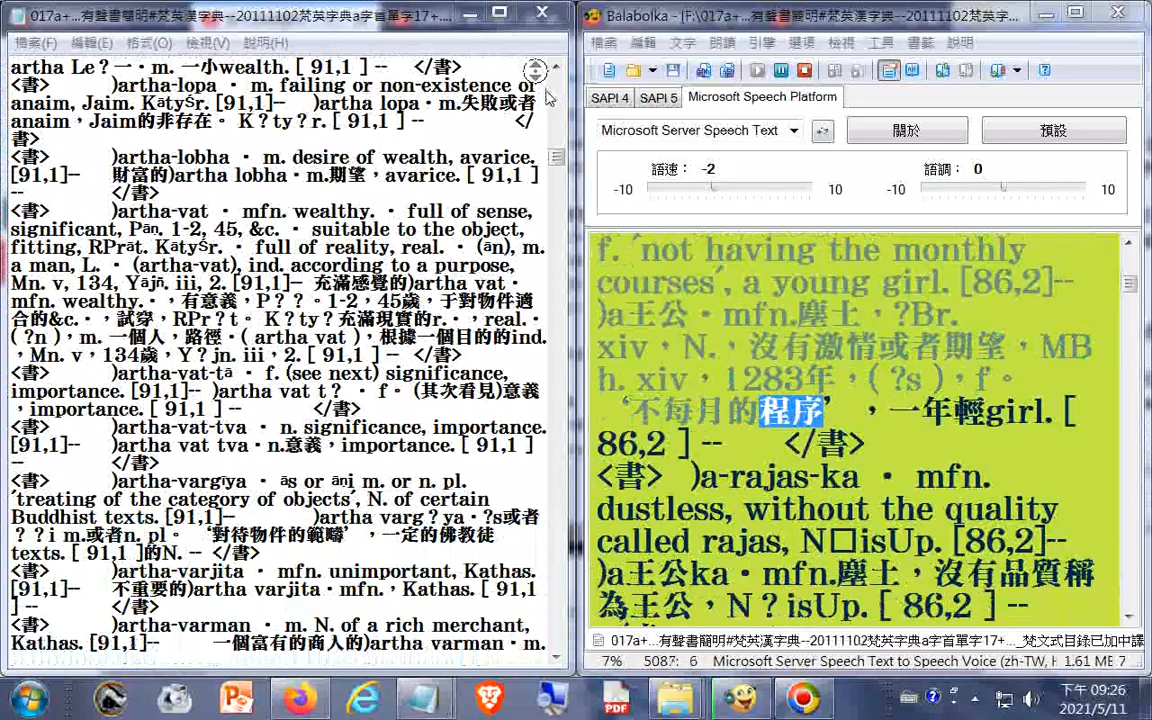 017a+...有聲書簡明#梵英漢字典--20111102梵英字典a字首單字17+...
檔案(F) 編輯(E) 格式(O) 檢視(V) 說明(H)
artha Le？一，m. 一小wealth. [ 91,1 ] -- </書>
<書> )artha-lopa · m. failing or non-existence of
anaim, Jaim. KātyŚr. [91,1]-- )artha lopa·m.失敗或者
anaim，Jaim的非存在。 K？ty？r. [ 91,1 ] -- </
書>
<書> )artha-lobha · m. desire of wealth, avarice.
[91,1]-- 財富的)artha lobha·m.期望，avarice. [ 91,1 ]
-- </書>
<書> )artha-vat · mfn. wealthy. · full of sense,
significant, Pāṇ. 1-2, 45, &c. · suitable to the object,
fitting, RPrāt. KātyŚr. · full of reality, real. · (ān), m.
a man, L. · (artha-vat), ind. according to a purpose,
Mn. v, 134, Yājñ. iii, 2. [91,1]-- 充滿感覺的)artha vat·
mfn. wealthy.·，有意義，P？？。1-2，45歲，于對物件適
合的&c.·，試穿，RPr？t。 K？ty？充滿現實的r.·，real.·
( ?n )，m. 一個人，路徑·( artha vat )，根據一個目的的ind.
，Mn. v，134歲，Y？jn. iii，2. [ 91,1 ] -- </書>
<書> )artha-vat-tā · f. (see next) significance,
importance. [91,1]-- )artha vat t？ · f。 (其次看見)意義
，importance. [ 91,1 ] -- </書>
<書> )artha-vat-tva · n. significance, importance.
[91,1]-- )artha vat tva·n.意義，importance. [ 91,1 ]
-- </書>
<書> )artha-vargīya · ās or āṇi m. or n. pl.
'treating of the category of objects', N. of certain
Buddhist texts. [91,1]-- )artha varg？ya·?s或者
？？i m.或者n. pl。‘對待物件的範疇’，一定的佛教徒
texts. [ 91,1 ]的N. -- </書>
<書> )artha-varjita · mfn. unimportant, Kathas.
[91,1]-- 不重要的)artha varjita·mfn.，Kathas. [ 91,1
] -- </書>
<書> )artha-varman · m. N. of a rich merchant,
Kathas. [91,1]-- 一個富有的商人的)artha varman·m.
Balabolka - [F:\017a+...有聲書簡明#梵英漢字典--20111102梵英字...
檔案 編輯 文字 朗讀 引擎 選項 檢視 工具 書籤 說明
SAPI 4 SAPI 5 Microsoft Speech Platform
Microsoft Server Speech Text 關於 預設
語速： -2 語調： 0
-10 10 -10 10
f. 'not having the monthly
courses', a young girl. [86,2]--
)a王公·mfn.塵土，?Br.
xiv，N.，沒有激情或者期望，MB
h. xiv，1283年，( ?s )，f。
‘不每月的程序’，一年輕girl. [
86,2 ] -- </書>
<書> )a-rajas-ka · mfn.
dustless, without the quality
called rajas, N□isUp. [86,2]--
)a王公ka·mfn.塵土，沒有品質稱
為王公，N？isUp. [ 86,2 ] --
017a+...有聲書簡明#梵英漢字典--20111102梵英字典a字首單字17+..._梵文式目錄已加中譯
7% 5087: 6 Microsoft Server Speech Text to Speech Voice (zh-TW, H 1.61 MB 7
PDF
下午 09:26
2021/5/11